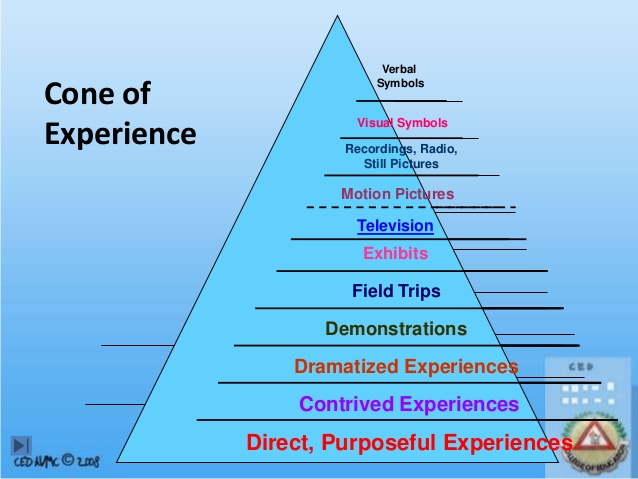 Cone of
Experience
Verbal
Symbols
Visual Symbols
Recordings, Radio,
Still Pictures
Motion Pictures
Television
Exhibits
Field Trips
Demonstrations
Dramatized Experiences
Contrived Experiences
Direct, Purposeful Experiences
CED © 2008
CED